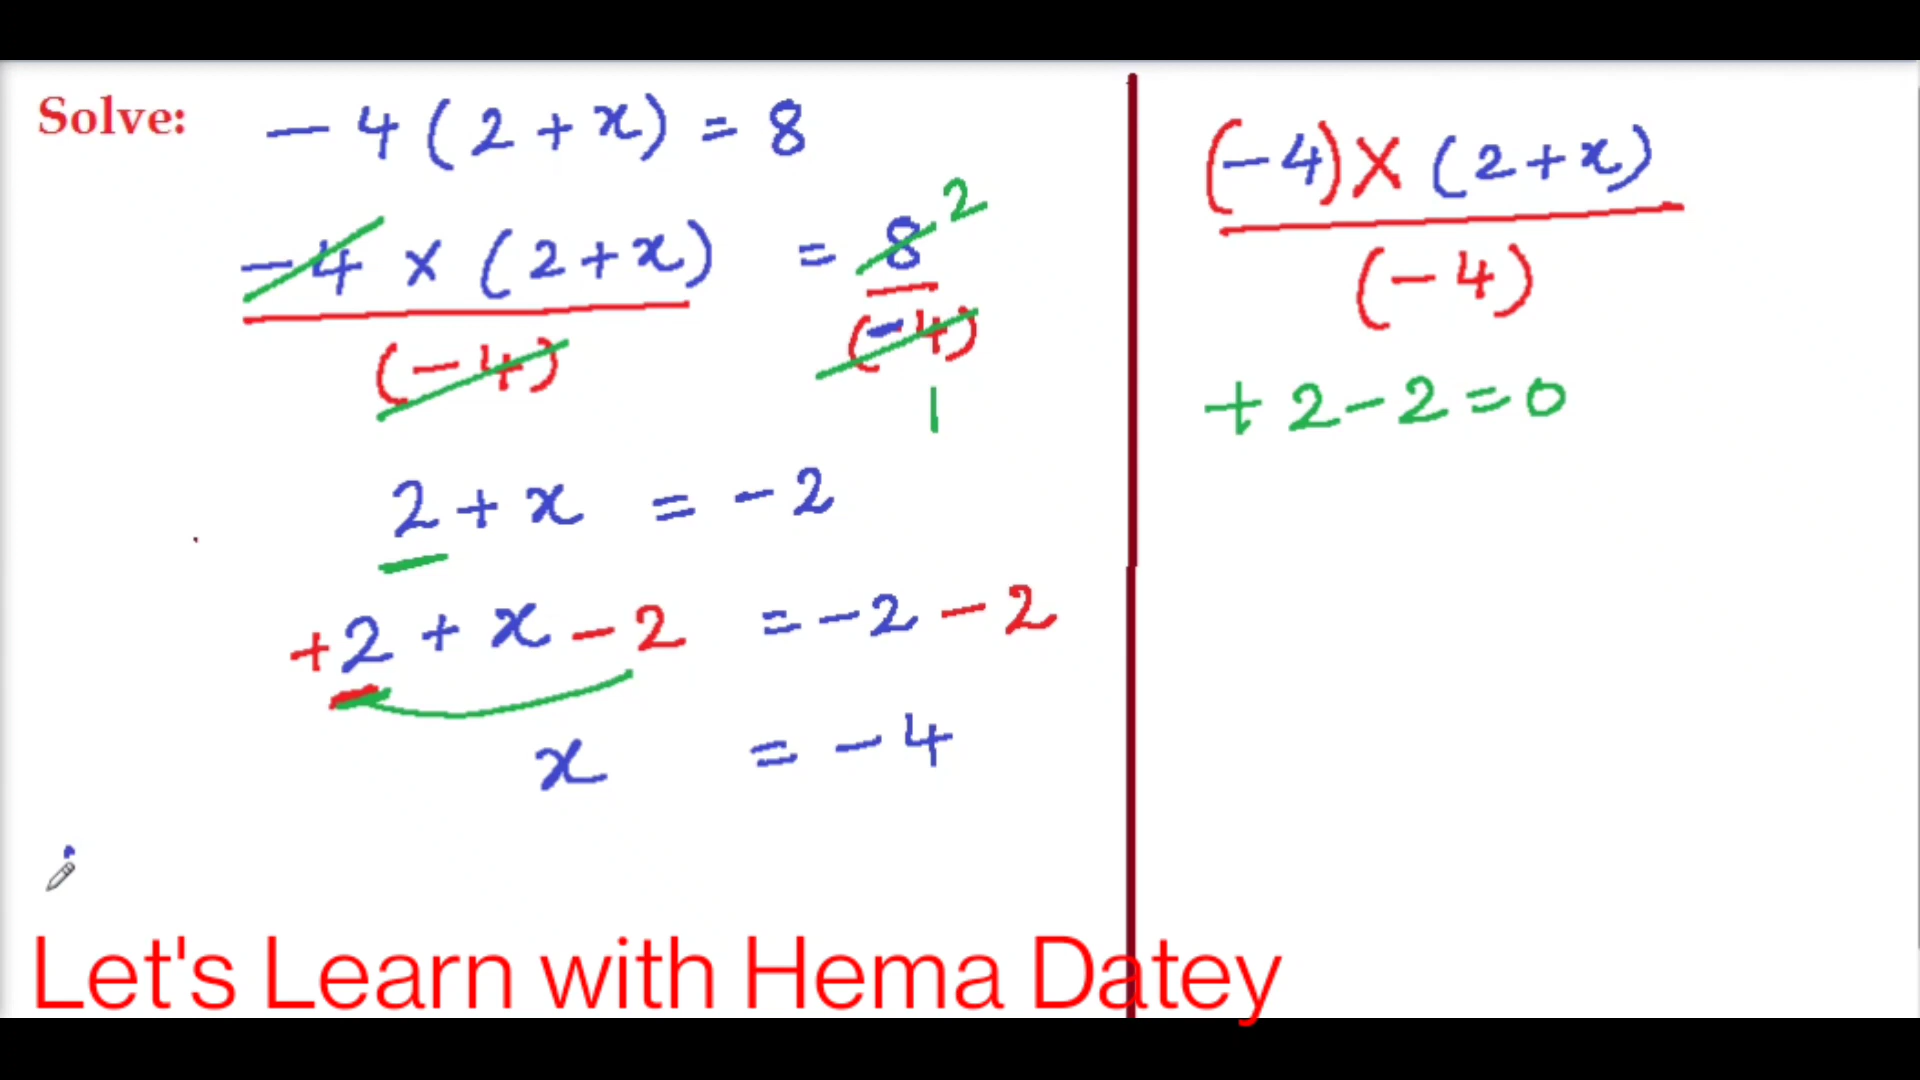 Solve: -4(2+x)=8
-4 × (2+x) = 8 2
(-4) (-4)
1
2+x = -2
+2+x-2 =-2-2
x =-4
(-4)×(2+x)
(-4)
+2-2=0
Let's Learn with Hema Datey